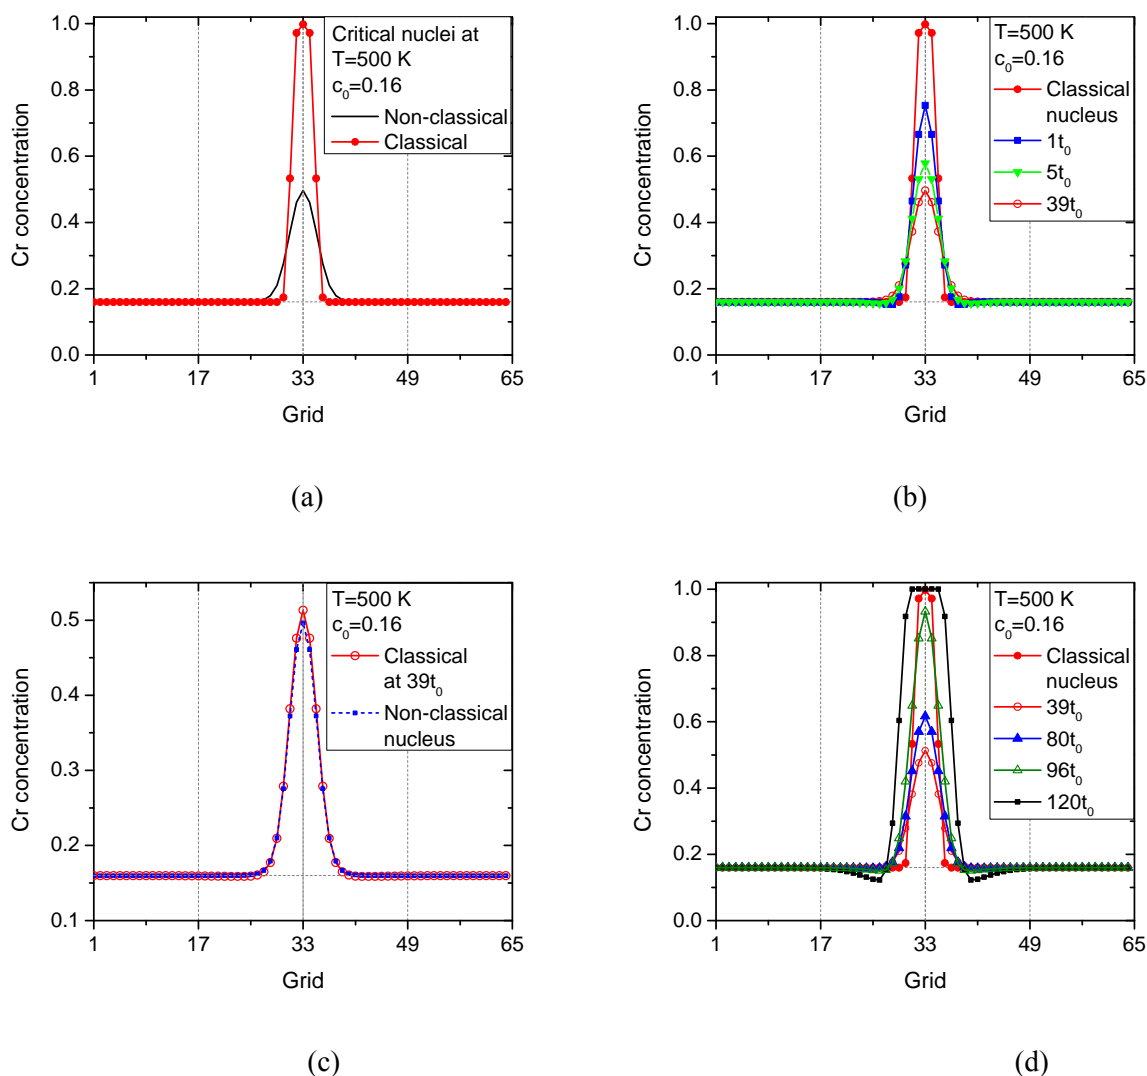 Critical nuclei at
T=500 K
c0=0.16
Non-classical
Classical
Cr concentration
1.0
0.8
0.6
0.4
0.2
0.0
1 17 33 49 65
Grid
(a)
T=500 K
c0=0.16
Classical
nucleus
1t0
5t0
39t0
Cr concentration
1.0
0.8
0.6
0.4
0.2
0.0
1 17 33 49 65
Grid
(b)
T=500 K
c0=0.16
Classical
at 39t0
Non-classical
nucleus
Cr concentration
0.5
0.4
0.3
0.2
0.1
1 17 33 49 65
Grid
(c)
T=500 K
c0=0.16
Classical
nucleus
39t0
80t0
96t0
120t0
Cr concentration
1.0
0.8
0.6
0.4
0.2
0.0
1 17 33 49 65
Grid
(d)